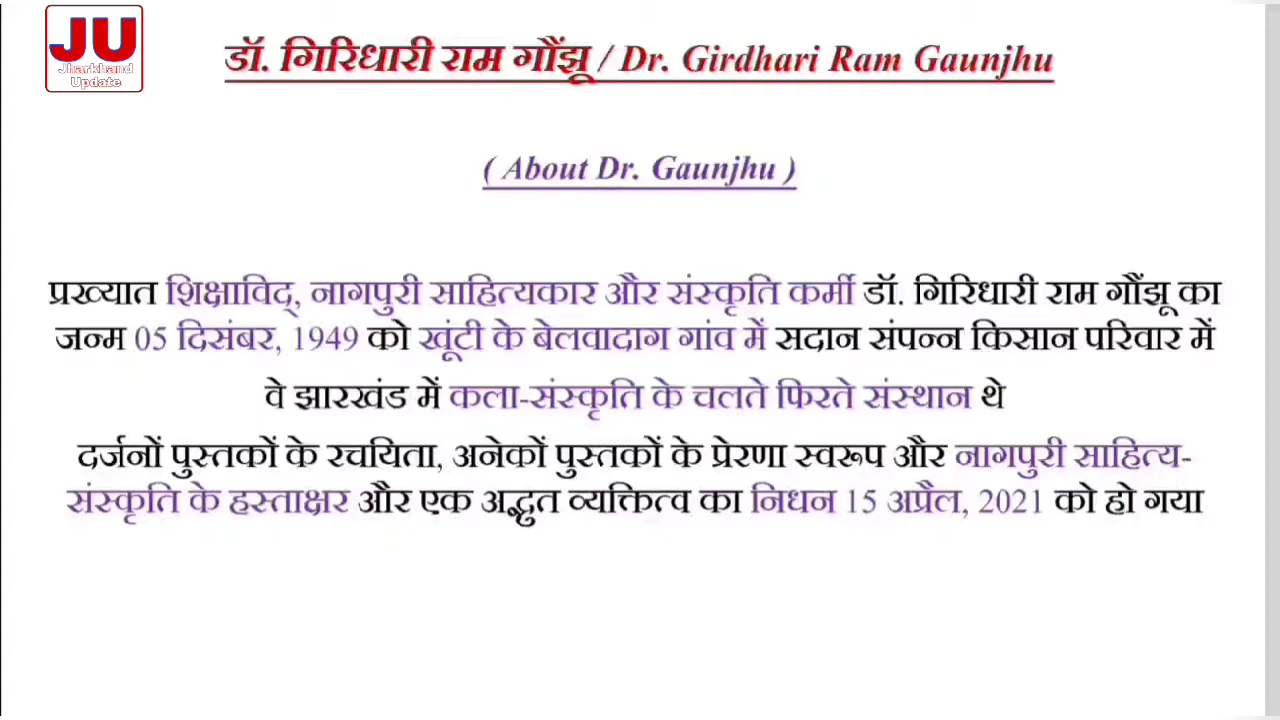 JU
Jharkhand
Update
डॉ. गिरिधारी राम गौंझू / Dr. Girdhari Ram Gaunjhu
( About Dr. Gaunjhu )
प्रख्यात शिक्षाविद्, नागपुरी साहित्यकार और संस्कृति कर्मी डॉ. गिरिधारी राम गौंझू का
जन्म 05 दिसंबर, 1949 को खूंटी के बेलवादाग गांव में सदान संपन्न किसान परिवार में
वे झारखंड में कला-संस्कृति के चलते फिरते संस्थान थे
दर्जनों पुस्तकों के रचयिता, अनेकों पुस्तकों के प्रेरणा स्वरूप और नागपुरी साहित्य-
संस्कृति के हस्ताक्षर और एक अद्भुत व्यक्तित्व का निधन 15 अप्रैल, 2021 को हो गया